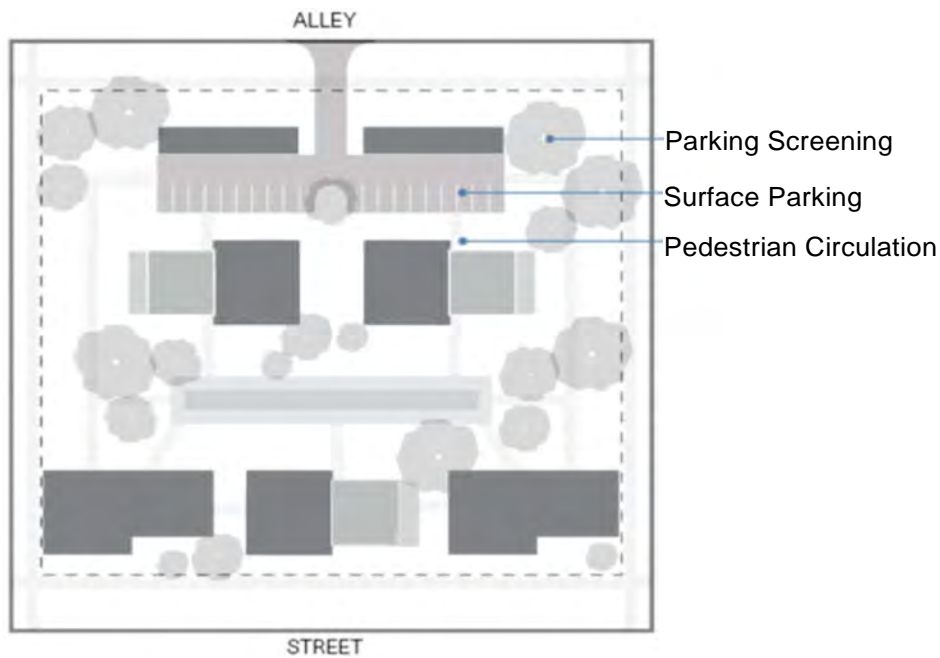 ALLEY
Parking Screening
Surface Parking
Pedestrian Circulation
STREET